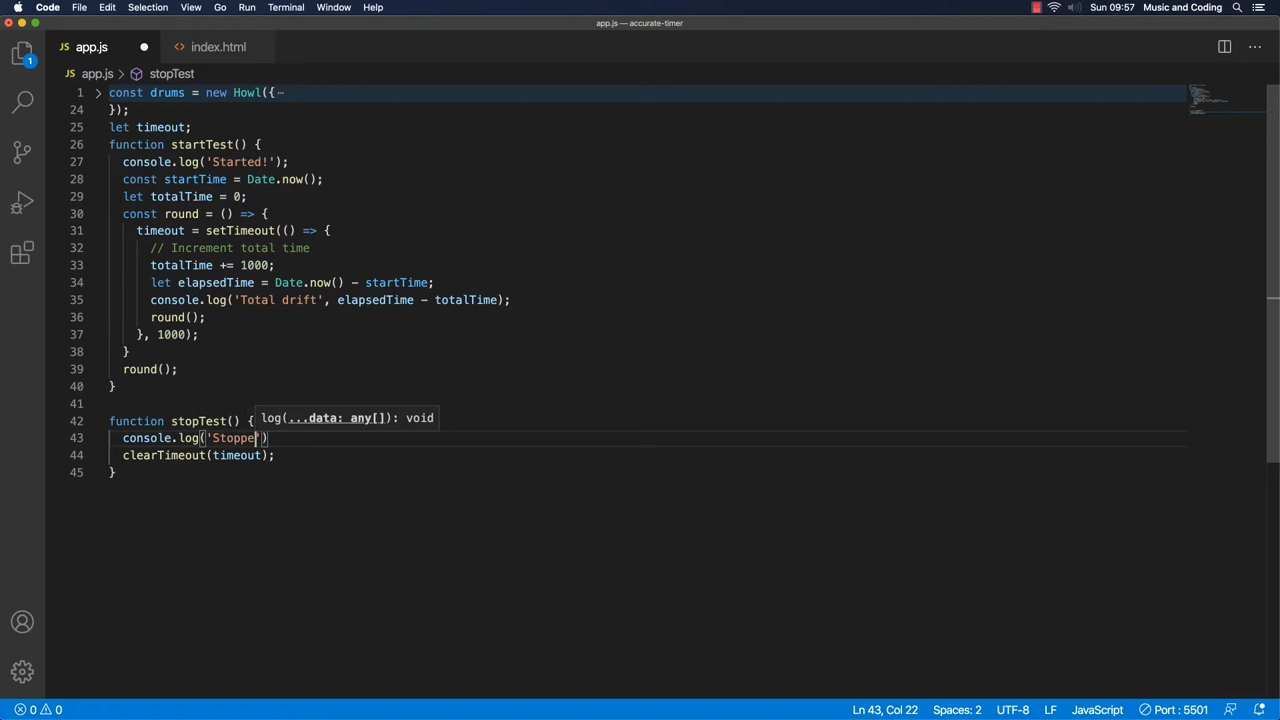 Code File Edit Selection View Go Run Terminal Window Help Sun 09:57 Music and Coding
app.js — accurate-timer
JS app.js <> index.html
JS app.js > stopTest
1 > const drums = new Howl({⋯
24 });
25 let timeout;
26 function startTest() {
27 console.log('Started!');
28 const startTime = Date.now();
29 let totalTime = 0;
30 const round = () => {
31 timeout = setTimeout(() => {
32 // Increment total time
33 totalTime += 1000;
34 let elapsedTime = Date.now() - startTime;
35 console.log('Total drift', elapsedTime - totalTime);
36 round();
37 }, 1000);
38 }
39 round();
40 }
41
42 function stopTest() {
log(...data: any[]): void
43 console.log('Stoppe')
44 clearTimeout(timeout);
45 }
1
0 0 Ln 43, Col 22 Spaces: 2 UTF-8 LF JavaScript Port : 5501